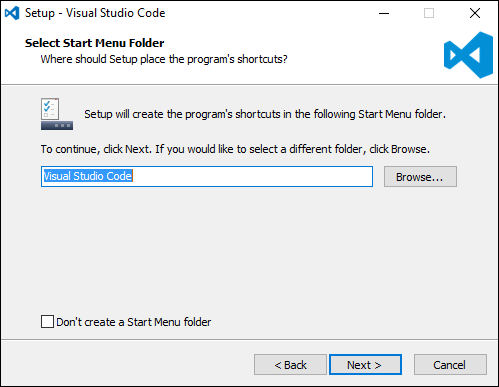 Setup - Visual Studio Code
Select Start Menu Folder
Where should Setup place the program's shortcuts?
Setup will create the program's shortcuts in the following Start Menu folder.
To continue, click Next. If you would like to select a different folder, click Browse.
Visual Studio Code
Browse...
Don't create a Start Menu folder
< Back
Next >
Cancel